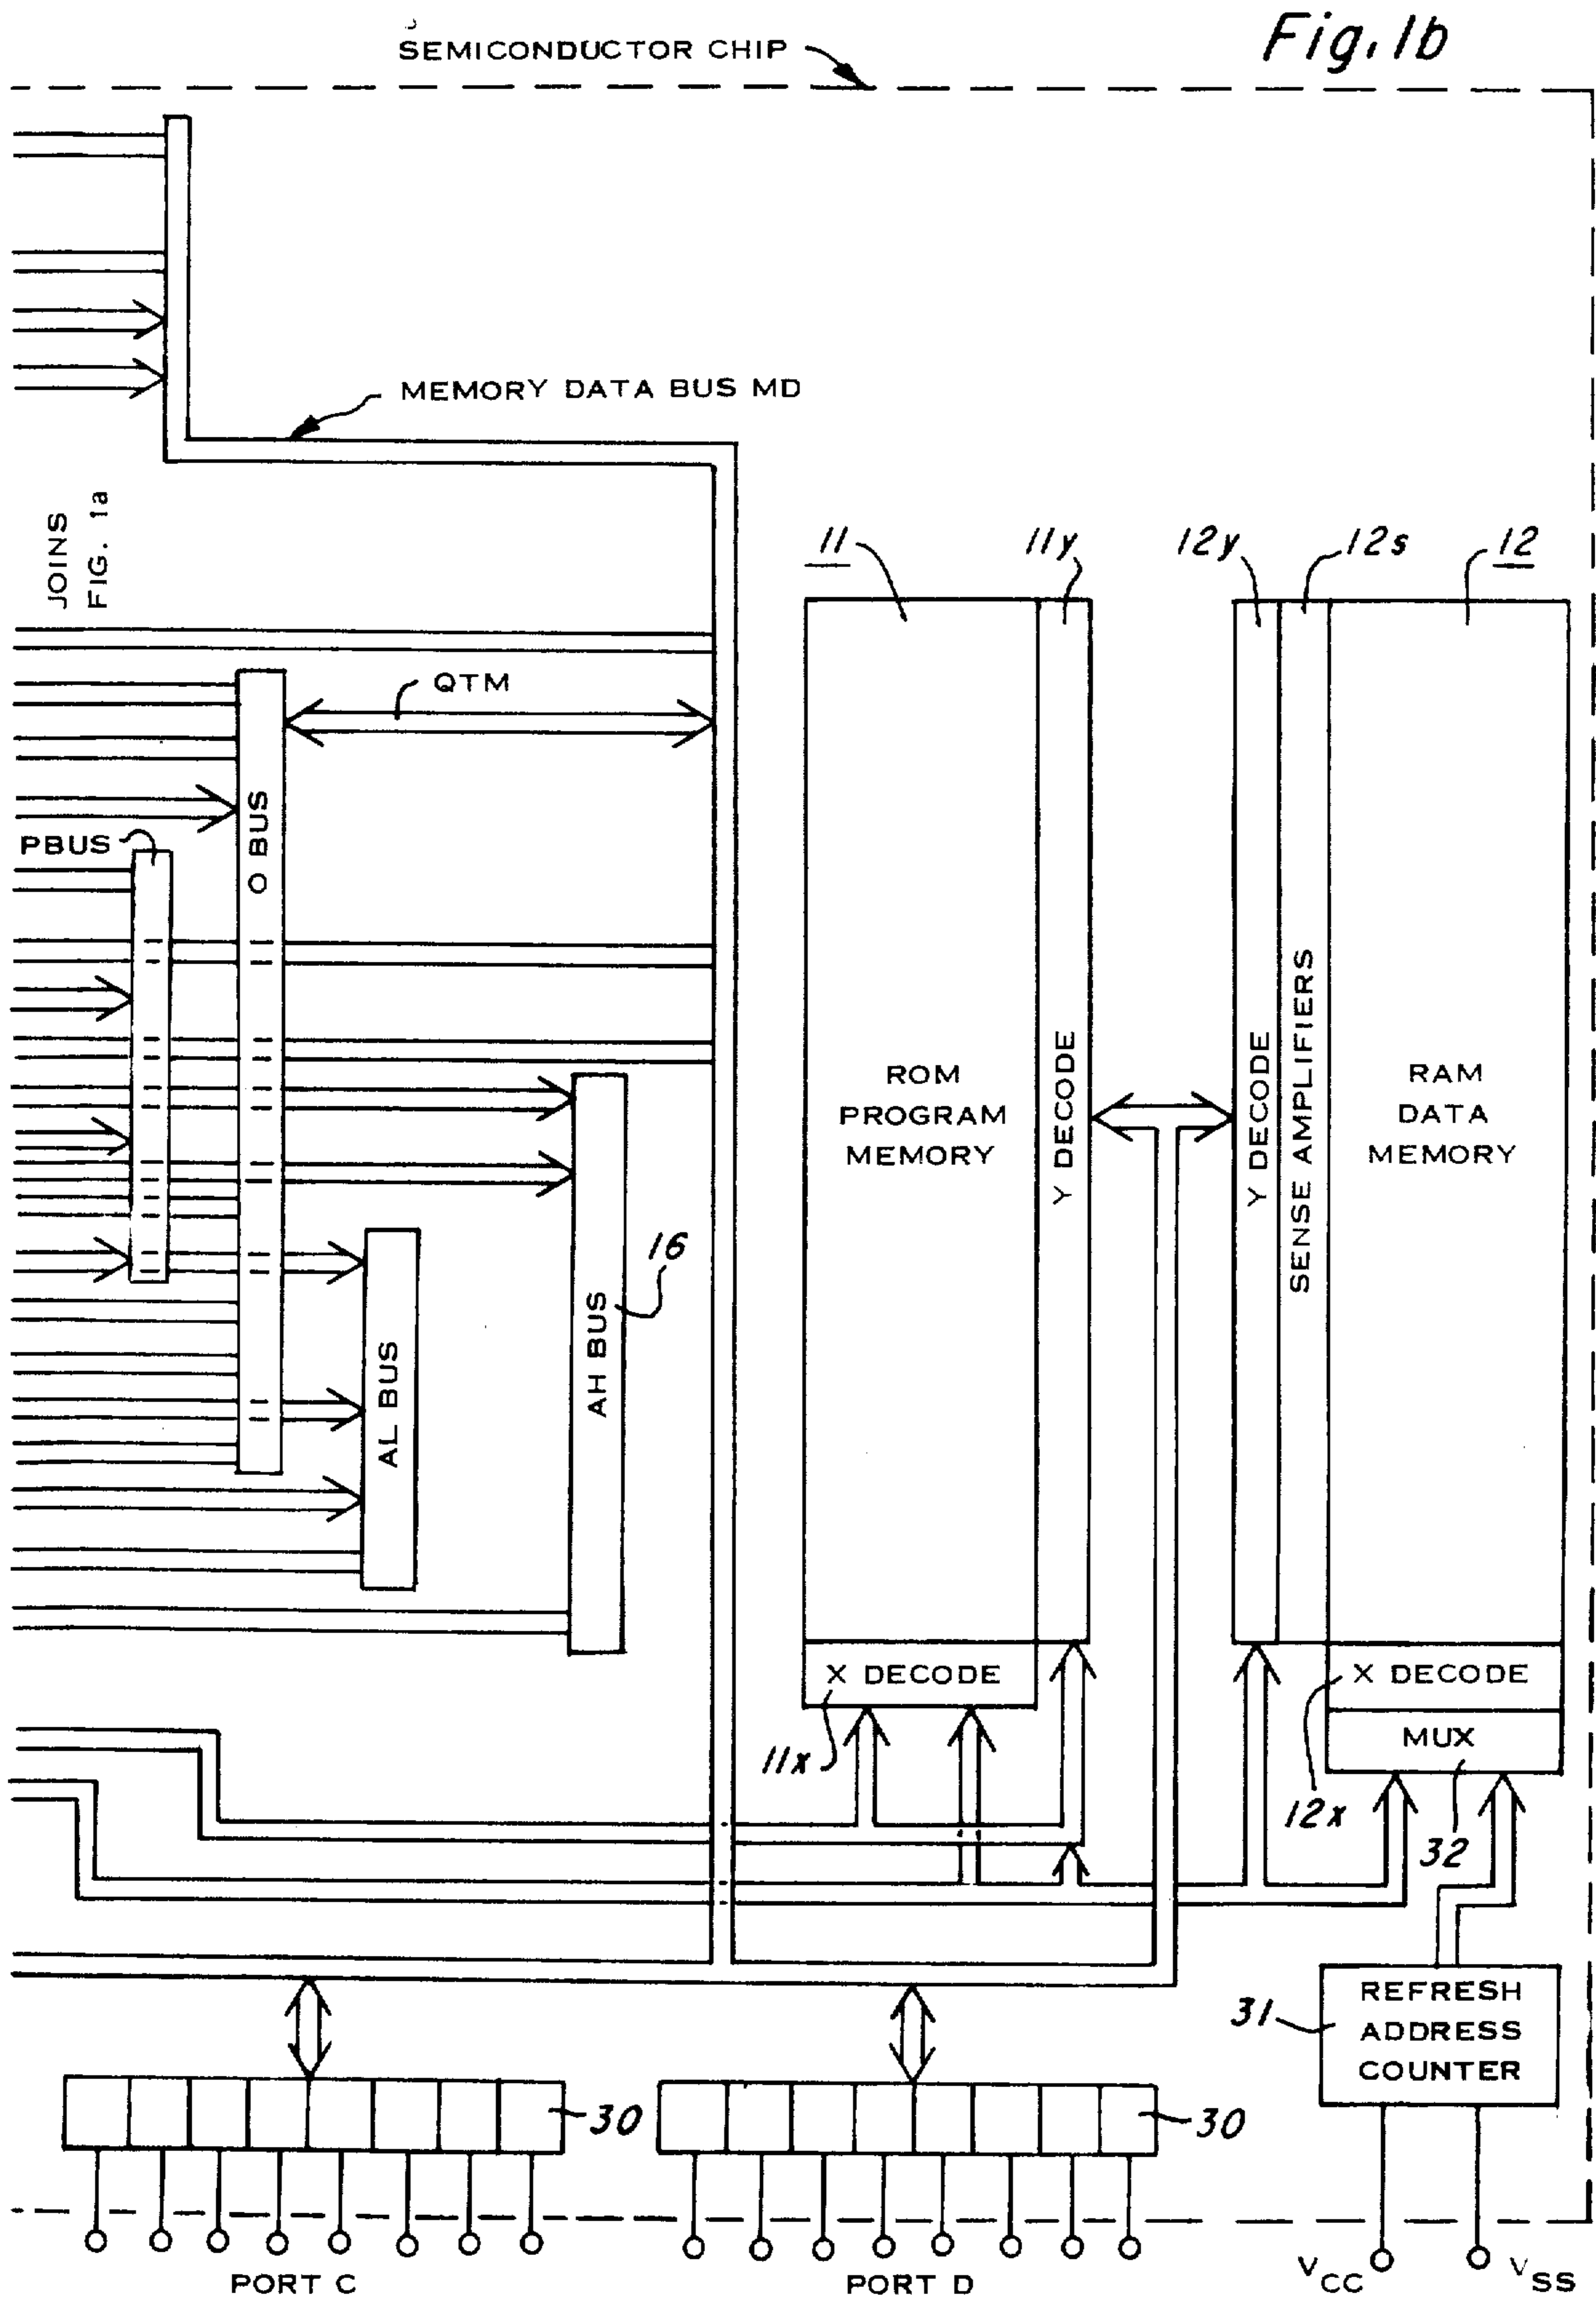 Fig. 1b
SEMICONDUCTOR CHIP
MEMORY DATA BUS MD
JOINS
FIG. 1a
11
11y
12y
12s
12
QTM
O BUS
PBUS
ROM
PROGRAM
MEMORY
Y DECODE
Y DECODE
SENSE AMPLIFIERS
RAM
DATA
MEMORY
16
AH BUS
AL BUS
X DECODE
X DECODE
MUX
11x
12x
32
31
REFRESH
ADDRESS
COUNTER
30
30
PORT C
PORT D
VCC
VSS